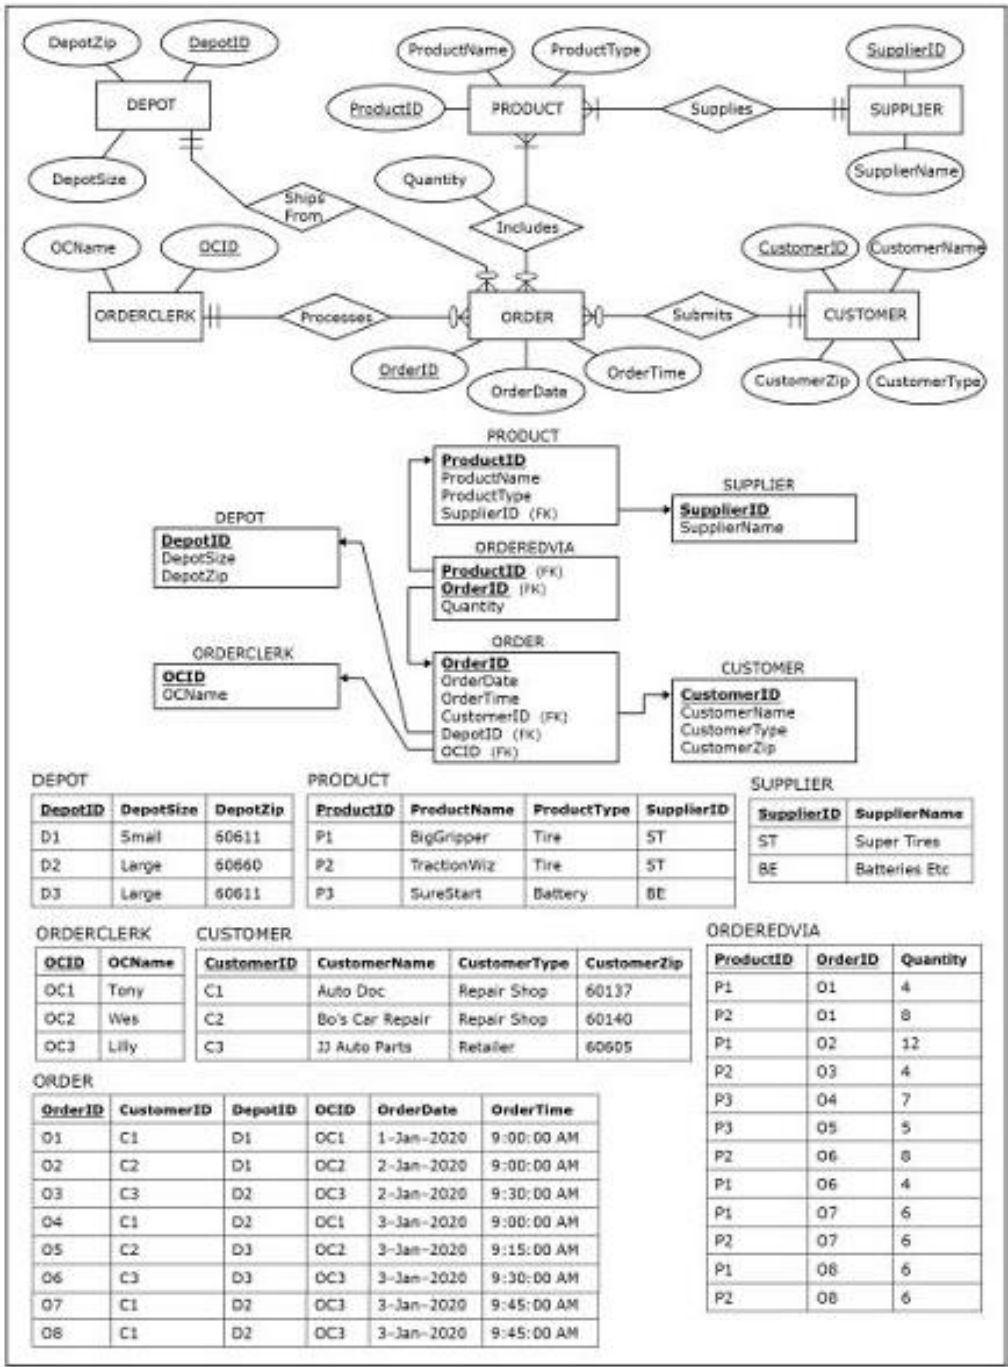 DepotZip
DepotID
DEPOT
DepotSize
ProductName
ProductType
ProductID
PRODUCT
Supplies
SupplierID
SUPPLIER
SupplierName
Ships
From
Quantity
Includes
OCName
OCID
ORDERCLERK
Processes
ORDER
OrderID
OrderDate
OrderTime
Submits
CustomerID
CustomerName
CUSTOMER
CustomerZip
CustomerType
PRODUCT
ProductID
ProductName
ProductType
SupplierID (FK)
SUPPLIER
SupplierID
SupplierName
DEPOT
DepotID
DepotSize
DepotZip
ORDEREDVIA
ProductID (FK)
OrderID (FK)
Quantity
ORDERCLERK
OCID
OCName
ORDER
OrderID
OrderDate
OrderTime
CustomerID (FK)
DepotID (FK)
OCID (FK)
CUSTOMER
CustomerID
CustomerName
CustomerType
CustomerZip
DEPOT
DepotID DepotSize DepotZip
D1 Small 60611
D2 Large 60660
D3 Large 60611
PRODUCT
ProductID ProductName ProductType SupplierID
P1 BigGripper Tire ST
P2 TractionWiz Tire ST
P3 SureStart Battery BE
SUPPLIER
SupplierID SupplierName
ST Super Tires
BE Batteries Etc
ORDERCLERK
OCID OCName
OC1 Tony
OC2 Wes
OC3 Lilly
CUSTOMER
CustomerID CustomerName CustomerType CustomerZip
C1 Auto Doc Repair Shop 60137
C2 Bo's Car Repair Repair Shop 60140
C3 JJ Auto Parts Retailer 60605
ORDEREDVIA
ProductID OrderID Quantity
P1 O1 4
P2 O1 8
P1 O2 12
P2 O3 4
P3 O4 7
P3 O5 5
P2 O6 8
P1 O6 4
P1 O7 6
P2 O7 6
P1 O8 6
P2 O8 6
ORDER
OrderID CustomerID DepotID OCID OrderDate OrderTime
O1 C1 D1 OC1 1-Jan-2020 9:00:00 AM
O2 C2 D1 OC2 2-Jan-2020 9:00:00 AM
O3 C3 D2 OC3 2-Jan-2020 9:30:00 AM
O4 C1 D2 OC1 3-Jan-2020 9:00:00 AM
O5 C2 D3 OC2 3-Jan-2020 9:15:00 AM
O6 C3 D3 OC3 3-Jan-2020 9:30:00 AM
O7 C1 D2 OC3 3-Jan-2020 9:45:00 AM
O8 C1 D2 OC3 3-Jan-2020 9:45:00 AM